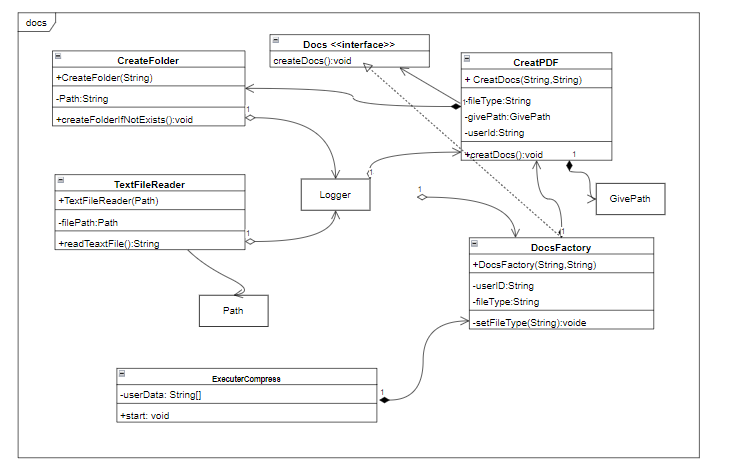 docs
Docs <<interface>>
createDocs():void
CreateFolder
+CreateFolder(String)
-Path:String
+createFolderIfNotExists():void
1
CreatPDF
+ CreatDocs(String,String)
1
-fileType:String
-givePath:GivePath
-userId:String
+creatDocs():void
1
TextFileReader
+TextFileReader(Path)
-filePath:Path
+readTeaxtFile():String
1
Logger
1
1
GivePath
1
DocsFactory
+DocsFactory(String,String)
-userID:String
-fileType:String
-setFileType(String):voide
Path
ExecuterCompress
-userData: String[]
+start: void
1